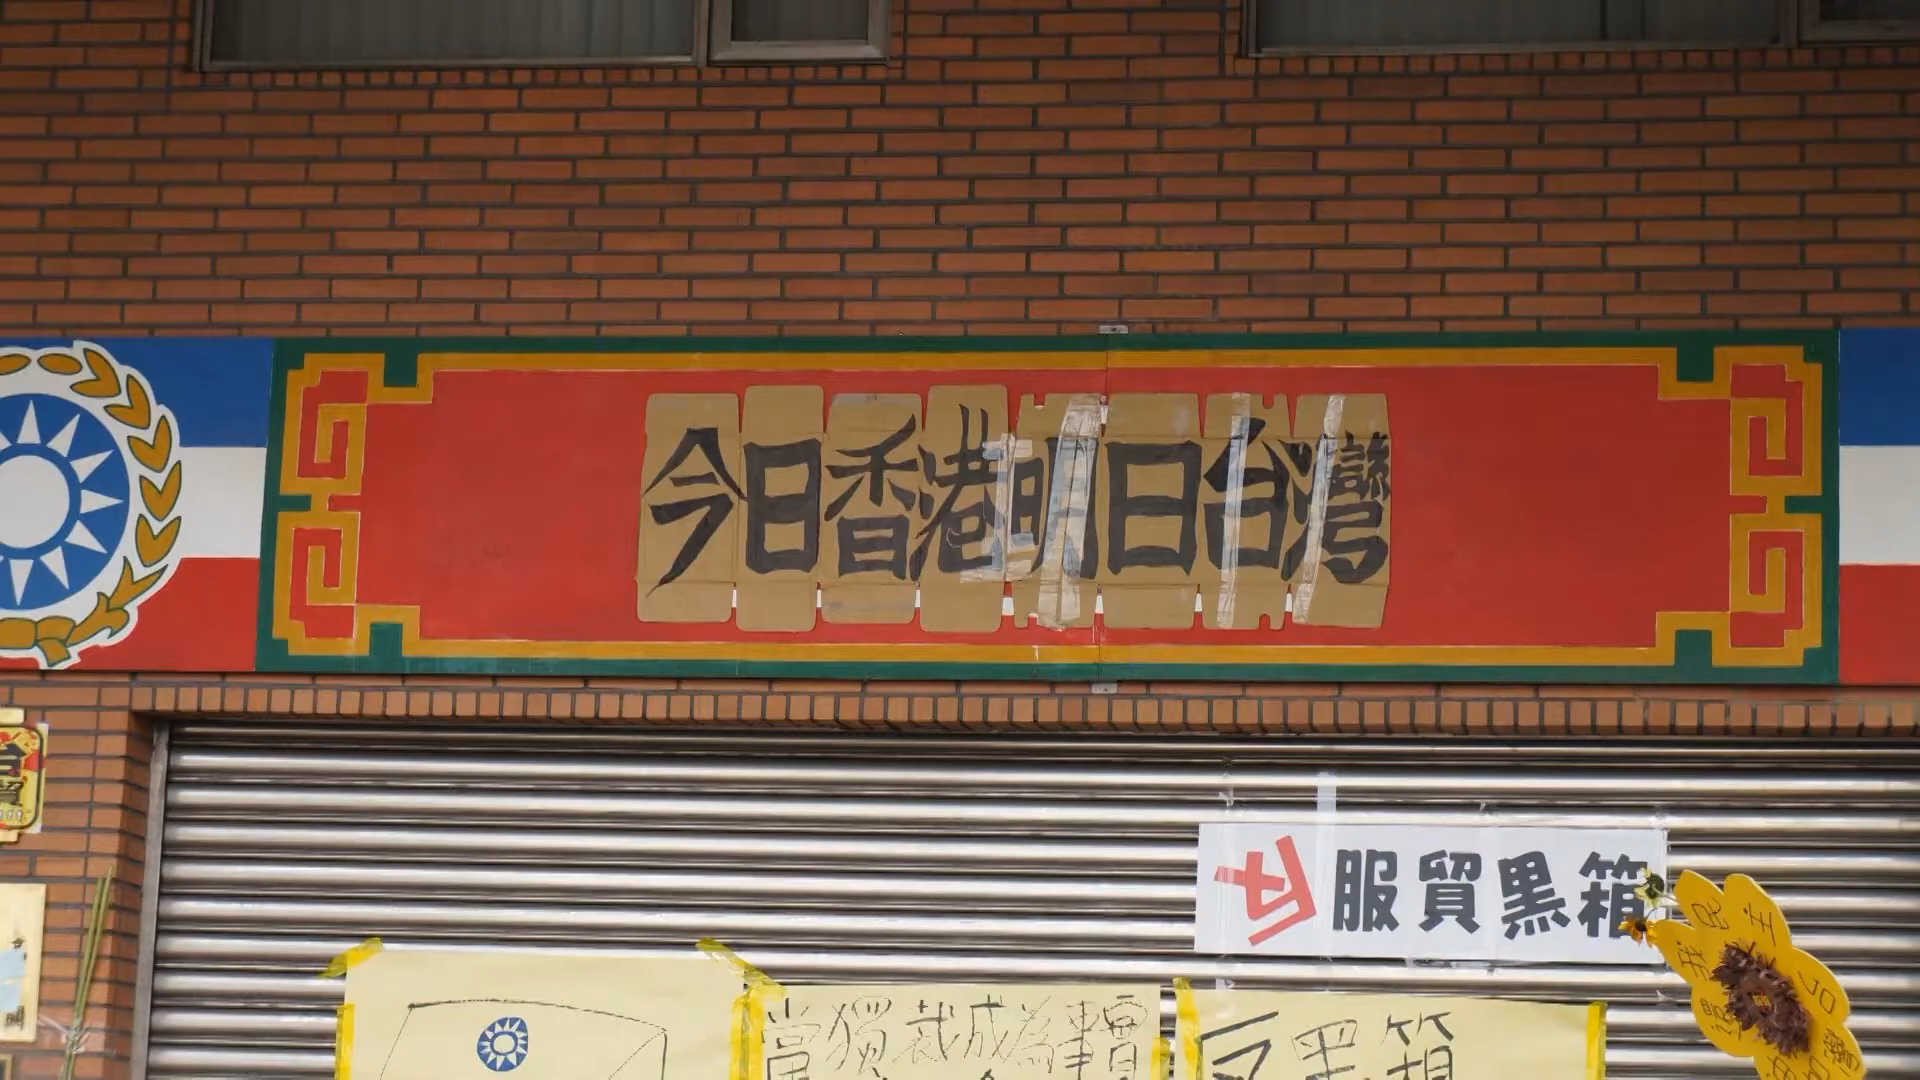 今日香港明日台灣
反服貿黑箱
當獨裁成為事實
反黑箱